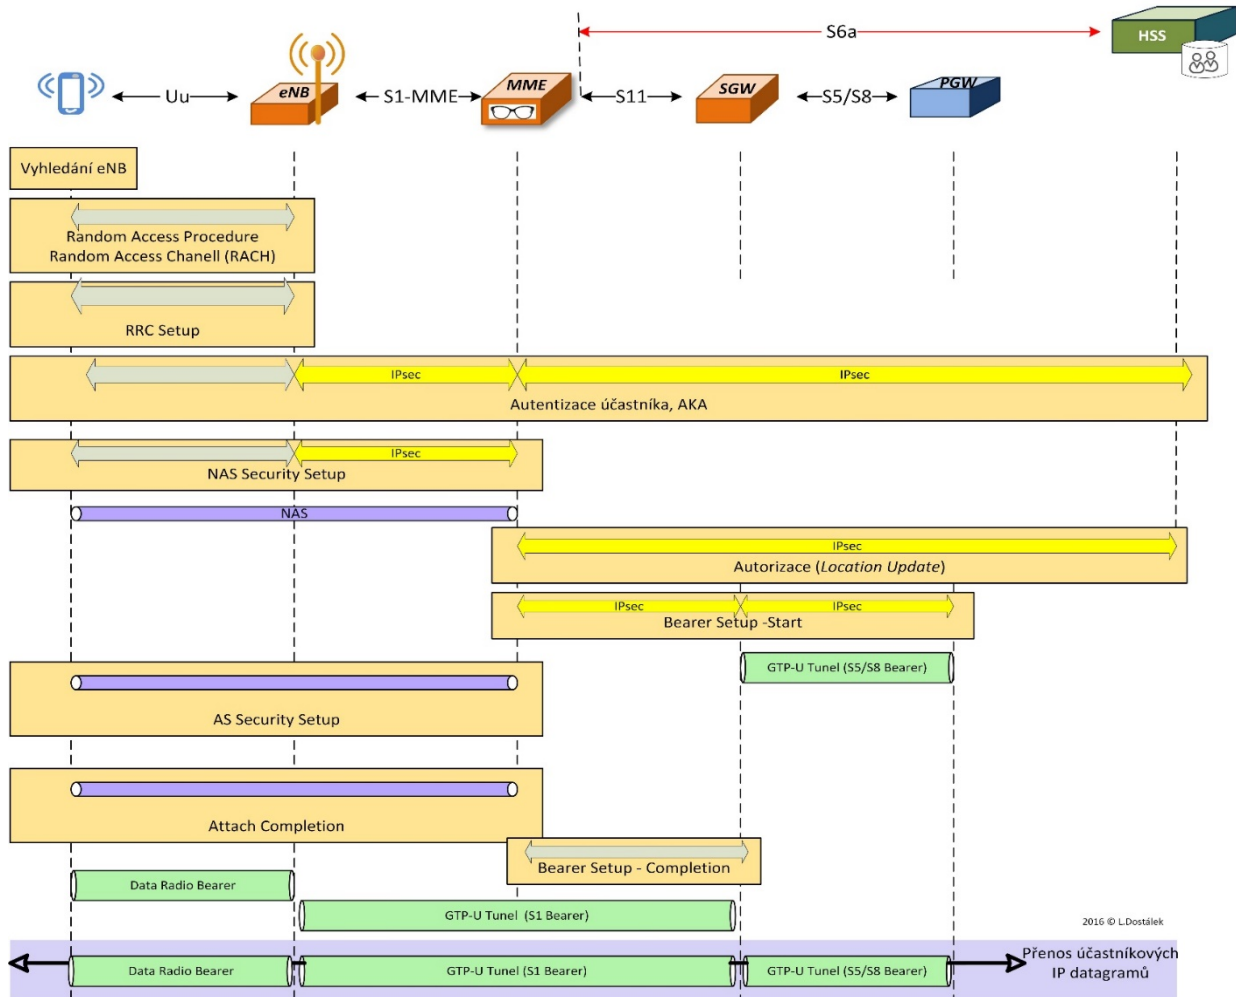 S6a
HSS
Uu
eNB
S1-MME
MME
S11
SGW
S5/S8
PGW
Vyhledání eNB
Random Access Procedure
Random Access Chanell (RACH)
RRC Setup
IPsec
IPsec
Autentizace účastníka, AKA
IPsec
NAS Security Setup
NAS
IPsec
Autorizace (Location Update)
IPsec
IPsec
Bearer Setup -Start
GTP-U Tunel (S5/S8 Bearer)
AS Security Setup
Attach Completion
Bearer Setup - Completion
Data Radio Bearer
GTP-U Tunel (S1 Bearer)
2016 © L.Dostálek
Data Radio Bearer
GTP-U Tunel (S1 Bearer)
GTP-U Tunel (S5/S8 Bearer)
Přenos účastníkových
IP datagramů